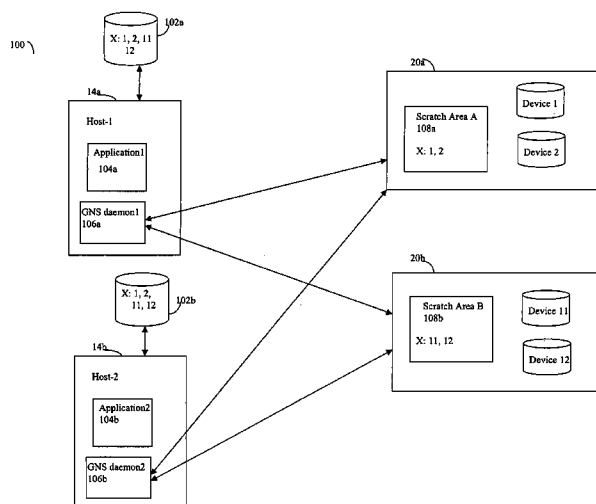 100
X: 1, 2, 11
12
102a
14a
Host-1
Application1
104a
GNS daemon1
106a
20a
Scratch Area A
108a
X: 1, 2
Device 1
Device 2
X: 1, 2,
11, 12
102b
14b
Host-2
Application2
104b
GNS daemon2
106b
20b
Scratch Area B
108b
X: 11, 12
Device 11
Device 12